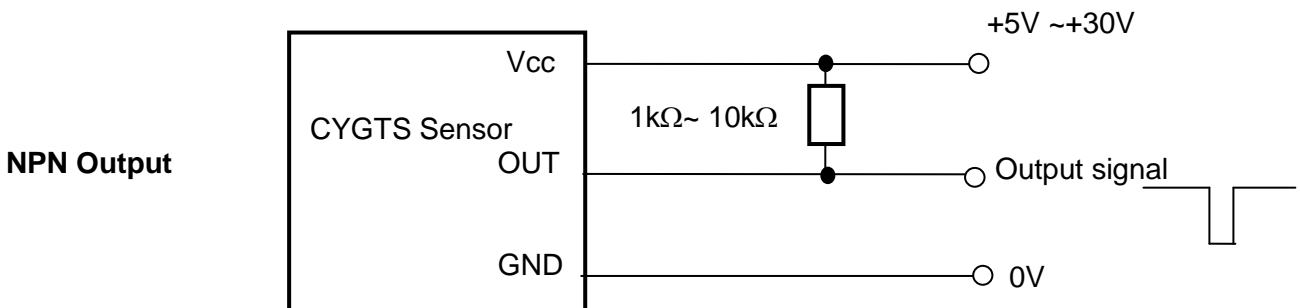 +5V ~+30V
Vcc
1kΩ~ 10kΩ
CYGTS Sensor
NPN Output
OUT
Output signal
GND
0V